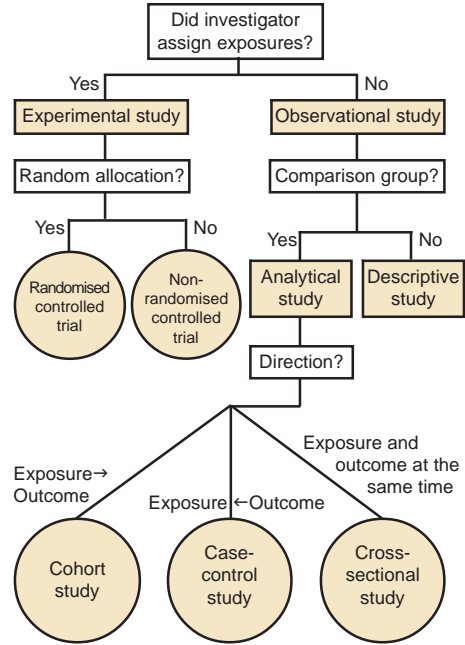 Did investigator
assign exposures?
Yes
No
Experimental study
Observational study
Random allocation?
Comparison group?
Yes
No
Yes
No
Randomised
controlled
trial
Non-
randomised
controlled
trial
Analytical
study
Descriptive
study
Direction?
Exposure→
Outcome
Exposure ←Outcome
Exposure and
outcome at the
same time
Cohort
study
Case-
control
study
Cross-
sectional
study